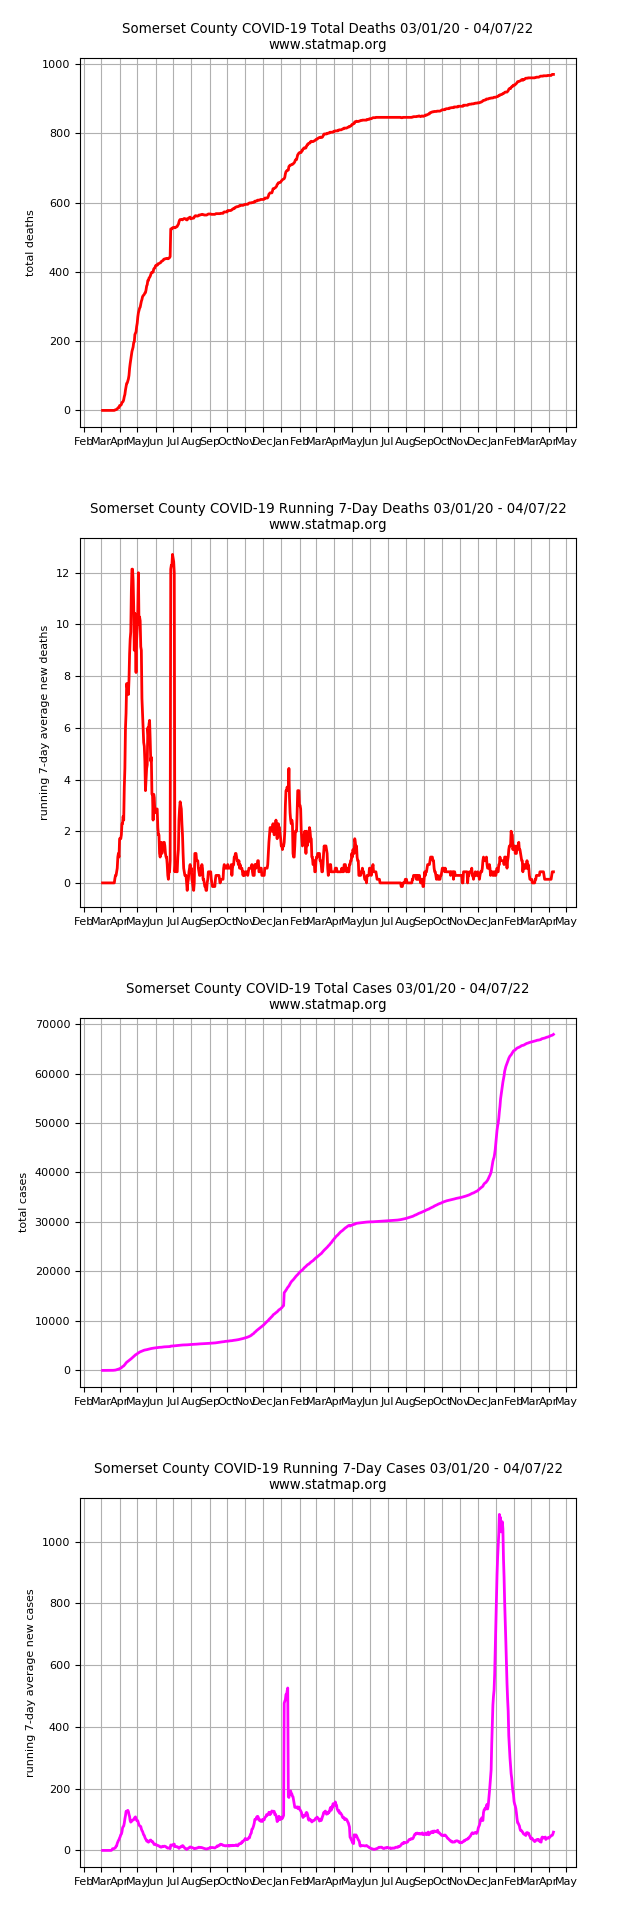 Somerset County COVID-19 Total Deaths 03/01/20 - 04/07/22
www.statmap.org
1000
800
600
400
200
0
total deaths
Feb Mar Apr May Jun Jul Aug Sep Oct Nov Dec Jan Feb Mar Apr May Jun Jul Aug Sep Oct Nov Dec Jan Feb Mar Apr May
Somerset County COVID-19 Running 7-Day Deaths 03/01/20 - 04/07/22
www.statmap.org
12
10
8
6
4
2
0
running 7-day average new deaths
Feb Mar Apr May Jun Jul Aug Sep Oct Nov Dec Jan Feb Mar Apr May Jun Jul Aug Sep Oct Nov Dec Jan Feb Mar Apr May
Somerset County COVID-19 Total Cases 03/01/20 - 04/07/22
www.statmap.org
70000
60000
50000
40000
30000
20000
10000
0
total cases
Feb Mar Apr May Jun Jul Aug Sep Oct Nov Dec Jan Feb Mar Apr May Jun Jul Aug Sep Oct Nov Dec Jan Feb Mar Apr May
Somerset County COVID-19 Running 7-Day Cases 03/01/20 - 04/07/22
www.statmap.org
1000
800
600
400
200
0
running 7-day average new cases
Feb Mar Apr May Jun Jul Aug Sep Oct Nov Dec Jan Feb Mar Apr May Jun Jul Aug Sep Oct Nov Dec Jan Feb Mar Apr May